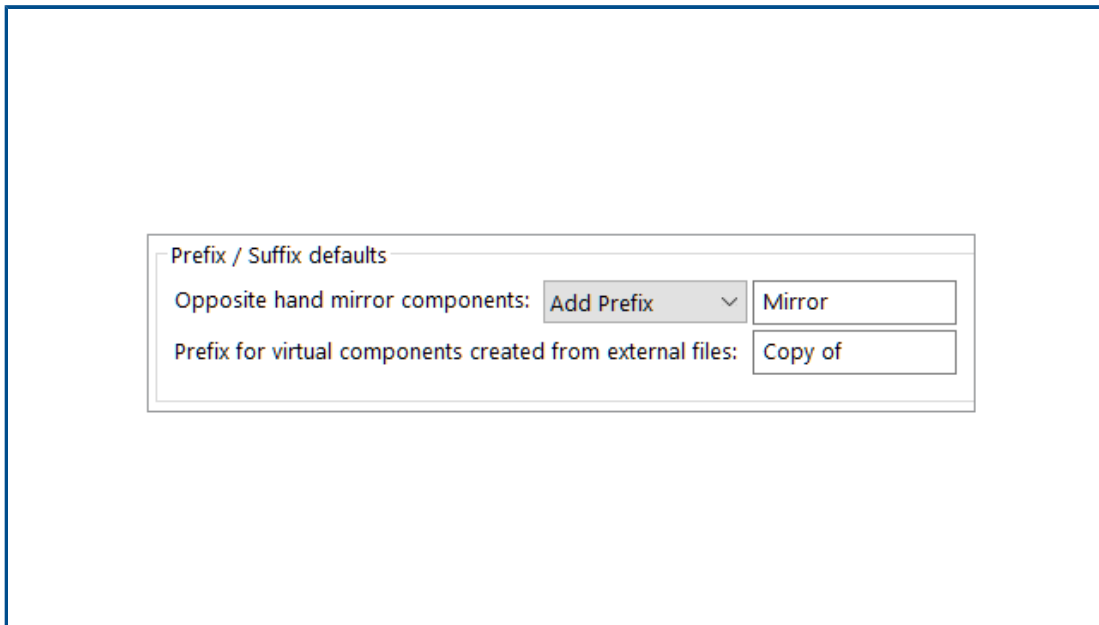 Prefix / Suffix defaults
Opposite hand mirror components: Add Prefix Mirror
Prefix for virtual components created from external files: Copy of